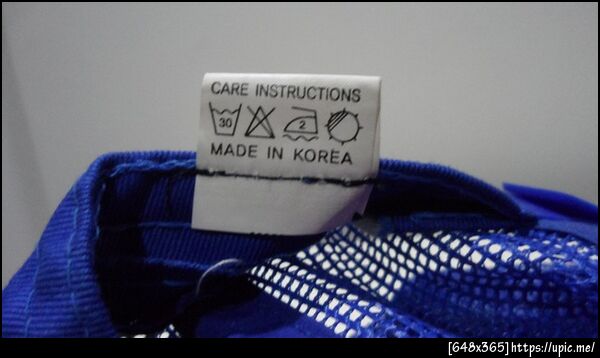 CARE INSTRUCTIONS
30 2
MADE IN KOREA
[648x365]https://upic.me/